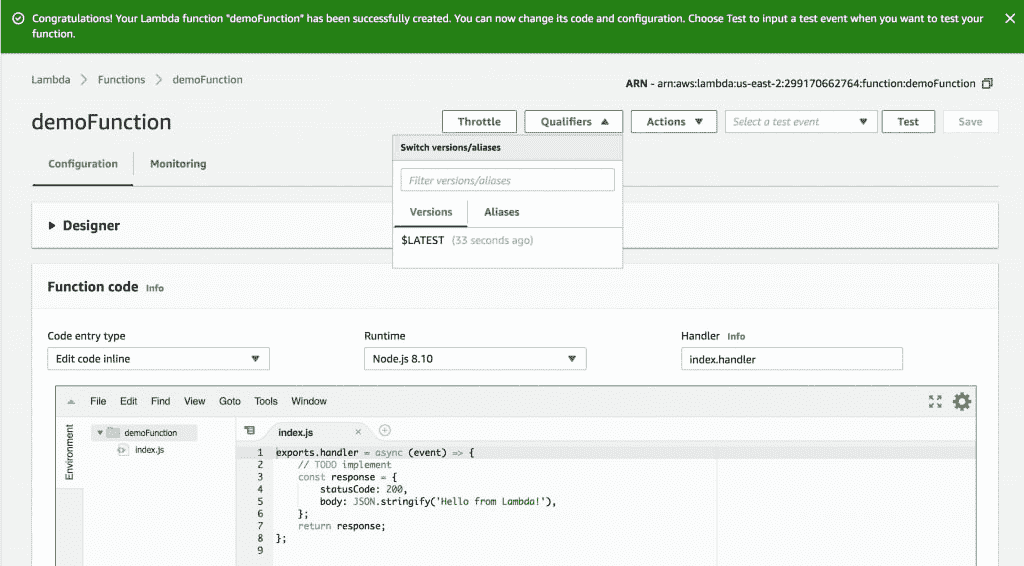 Congratulations! Your Lambda function "demoFunction" has been successfully created. You can now change its code and configuration. Choose Test to input a test event when you want to test your
function.
Lambda > Functions > demoFunction
ARN - arn:aws:lambda:us-east-2:299170662764:function:demoFunction
demoFunction
Throttle
Qualifiers
Actions
Select a test event
Test
Save
Switch versions/aliases
Filter versions/aliases
Versions
Aliases
$LATEST (33 seconds ago)
Configuration
Monitoring
Designer
Function code Info
Code entry type
Edit code inline
Runtime
Node.js 8.10
Handler Info
index.handler
File Edit Find View Goto Tools Window
Environment
demoFunction
index.js
index.js
1 exports.handler = async (event) => {
2 // TODO implement
3 const response = {
4 statusCode: 200,
5 body: JSON.stringify('Hello from Lambda!'),
6 };
7 return response;
8 };
9